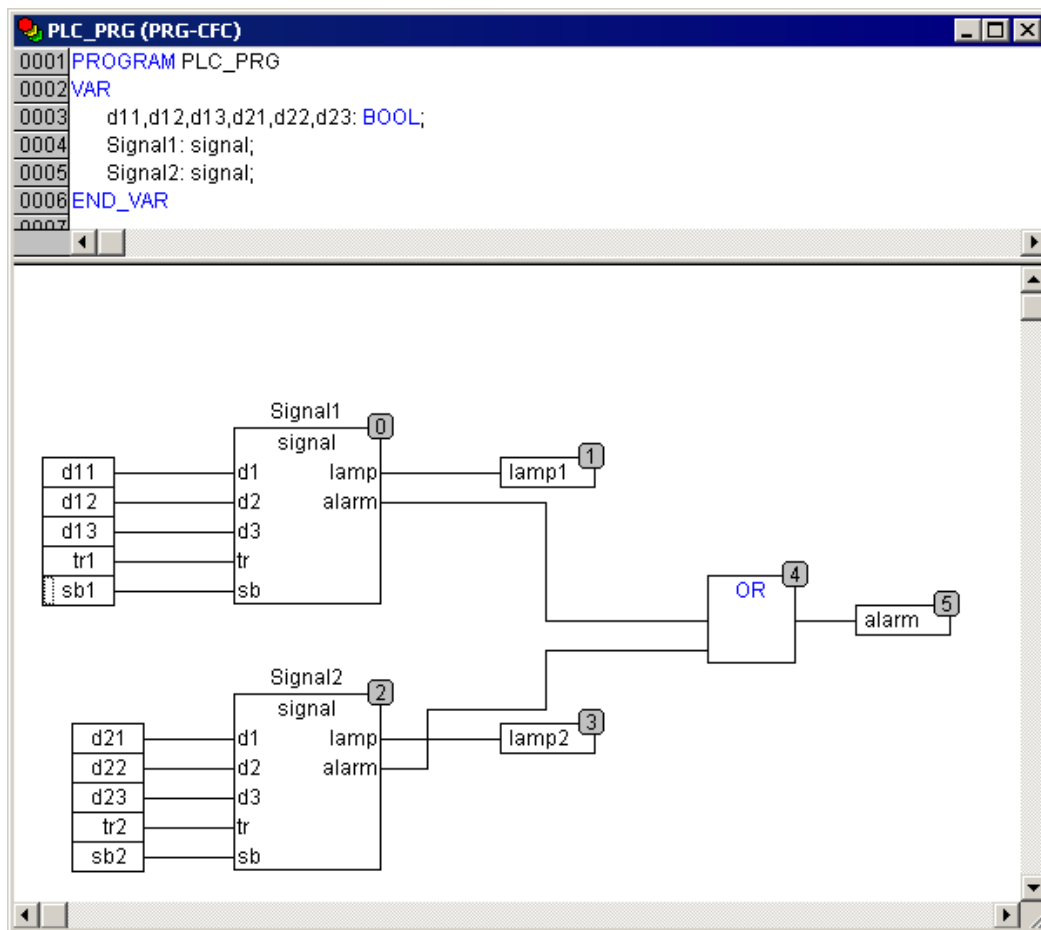 PLC_PRG (PRG-CFC)
0001 PROGRAM PLC_PRG
0002 VAR
0003 d11,d12,d13,d21,d22,d23: BOOL;
0004 Signal1: signal;
0005 Signal2: signal;
0006 END_VAR
0007
Signal1
0
signal
1
d11 d1 lamp lamp1
d12 d2 alarm
d13 d3
tr1 tr
4
OR
sb1 sb
5
alarm
Signal2
2
signal
3
d21 d1 lamp lamp2
d22 d2 alarm
d23 d3
tr2 tr
sb2 sb